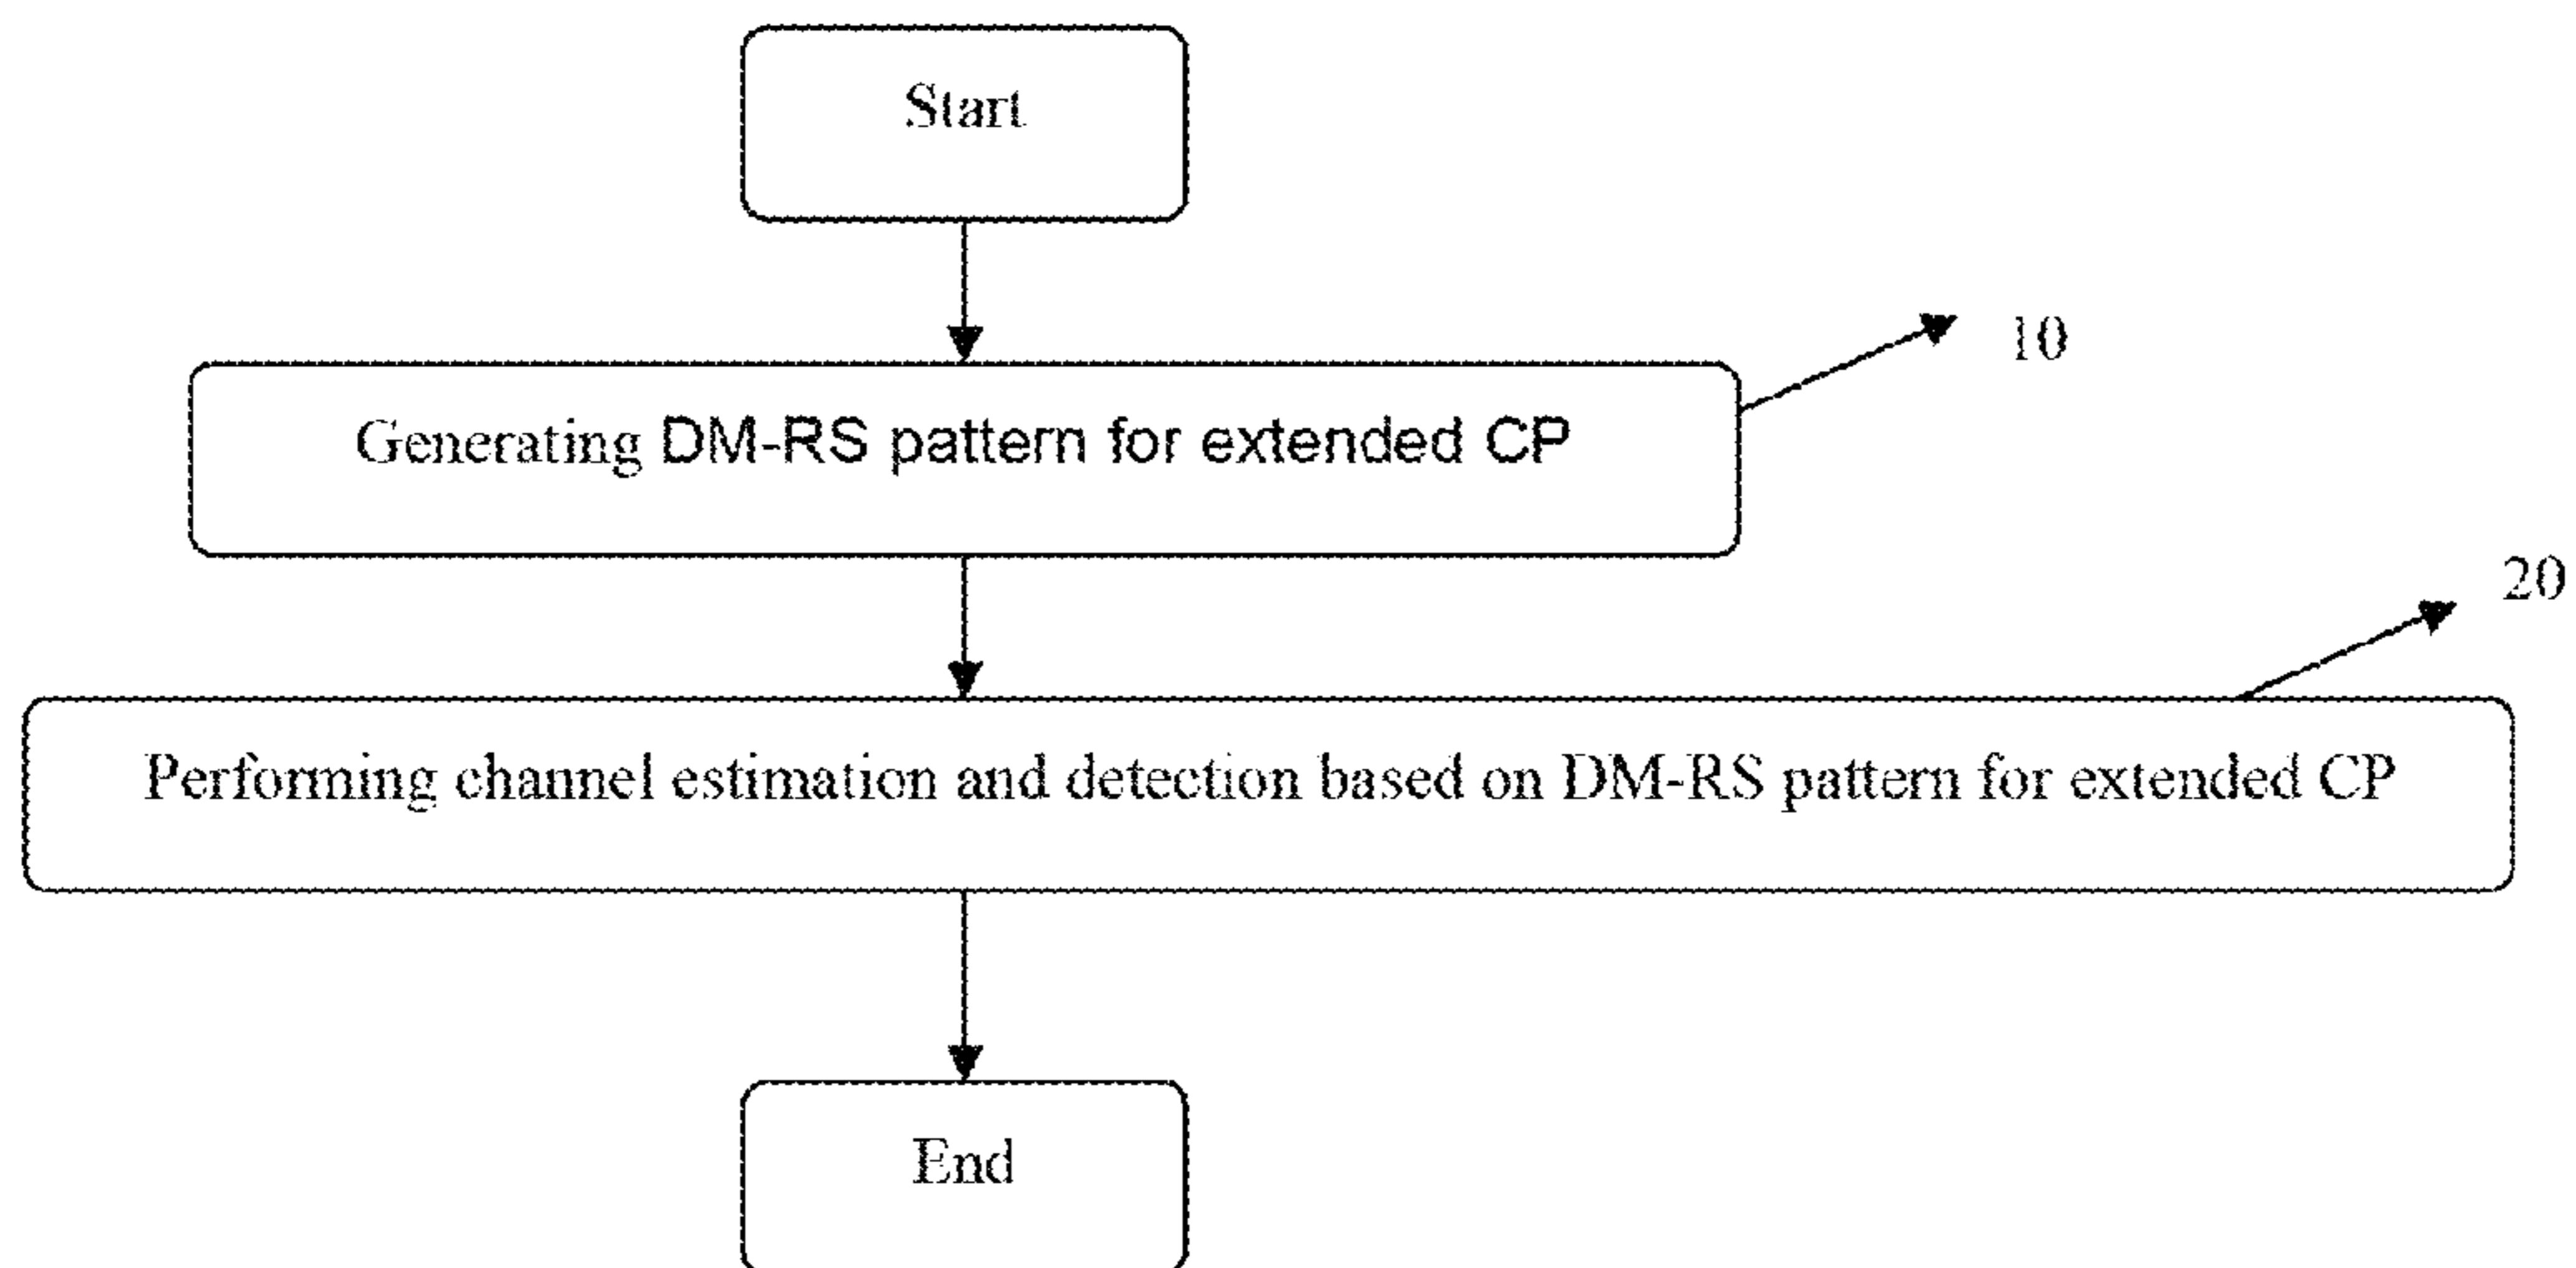 Start
10
Generating DM-RS pattern for extended CP
20
Performing channel estimation and detection based on DM-RS pattern for extended CP
End